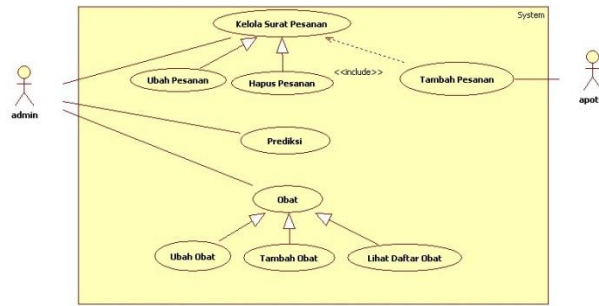 System
Kelola Surat Pesanan
Ubah Pesanan
Hapus Pesanan
<<include>>
Tambah Pesanan
admin
apot
Prediksi
Obat
Ubah Obat
Tambah Obat
Lihat Daftar Obat